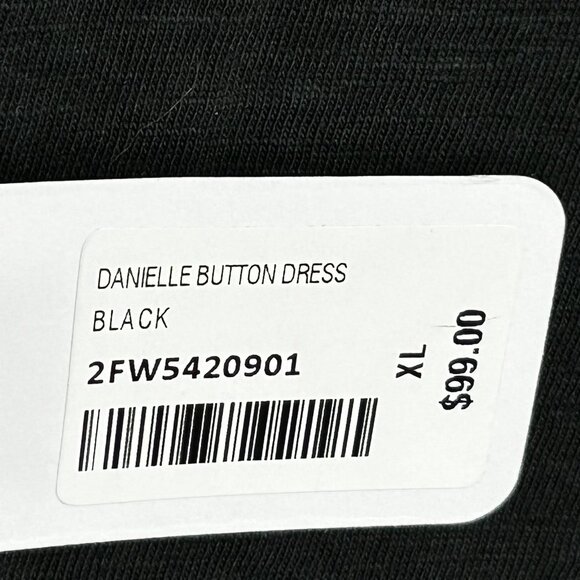 DANIELLE BUTTON DRESS
BLACK
2FW5420901
XL
$99.00